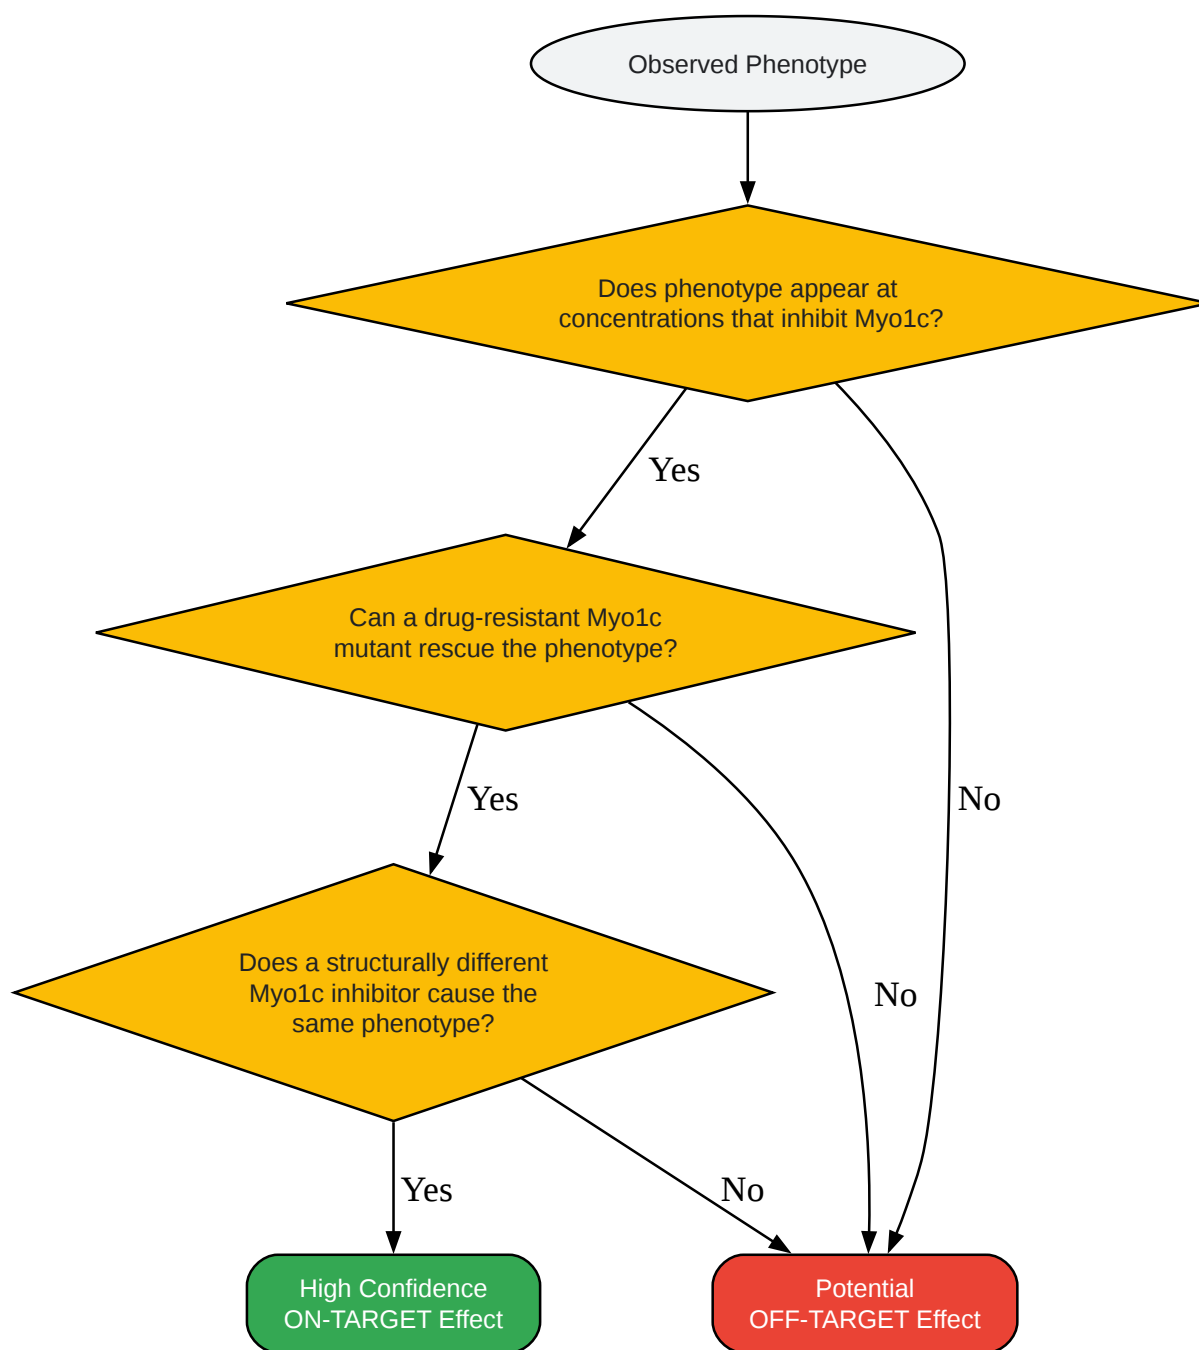 Observed Phenotype
Does phenotype appear at
concentrations that inhibit Myo1c?
Yes
Can a drug-resistant Myo1c
mutant rescue the phenotype?
Yes
No
Does a structurally different
Myo1c inhibitor cause the
same phenotype?
No
Yes
No
High Confidence
ON-TARGET Effect
Potential
OFF-TARGET Effect